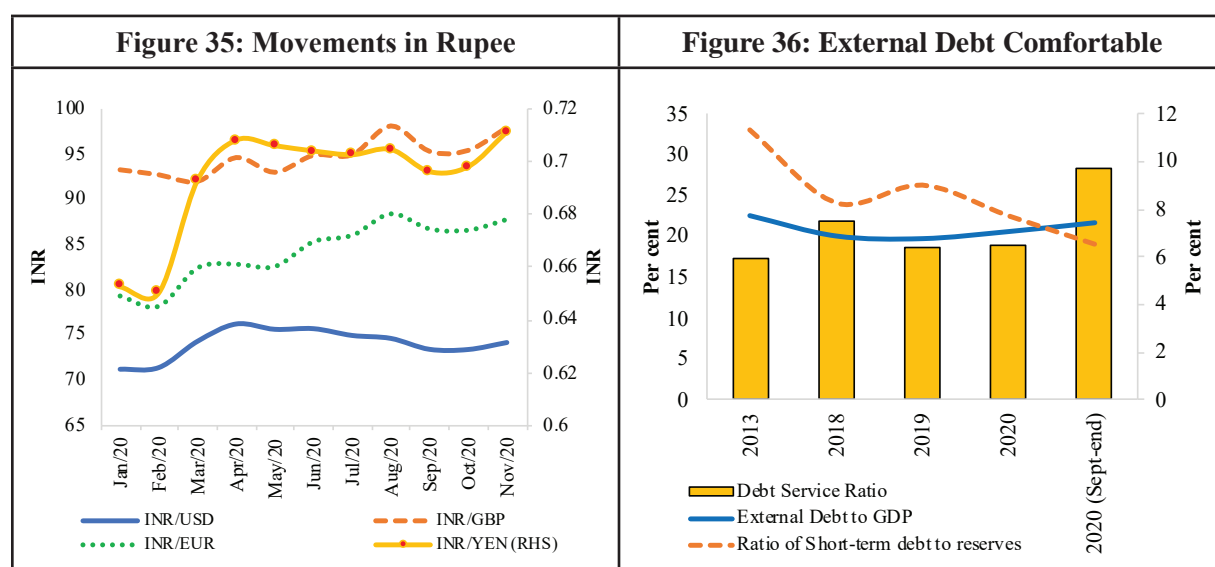 Figure 35: Movements in Rupee
INR
100
95
90
85
80
75
70
65
0.72
0.7
0.68
0.66
0.64
0.62
0.6
INR
Jan/20
Feb/20
Mar/20
Apr/20
May/20
Jun/20
Jul/20
Aug/20
Sep/20
Oct/20
Nov/20
INR/USD
INR/GBP
INR/EUR
INR/YEN (RHS)
Figure 36: External Debt Comfortable
Per cent
35
30
25
20
15
10
5
0
12
10
8
6
4
2
0
Per cent
2013
2018
2019
2020
2020 (Sept-end)
Debt Service Ratio
External Debt to GDP
Ratio of Short-term debt to reserves